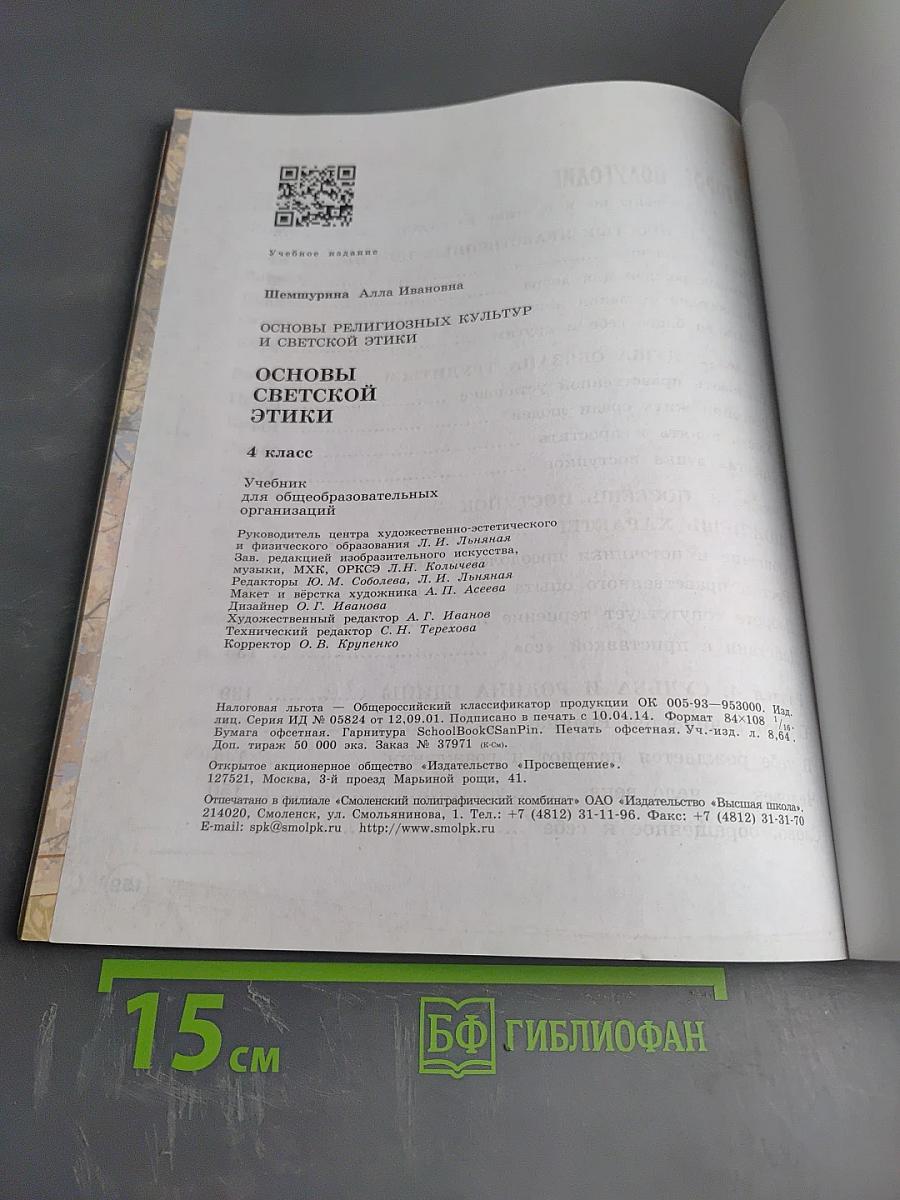 Учебное издание
Шемшурина Алла Ивановна
ОСНОВЫ РЕЛИГИОЗНЫХ КУЛЬТУР
И СВЕТСКОЙ ЭТИКИ
ОСНОВЫ
СВЕТСКОЙ
ЭТИКИ
4 класс
Учебник
для общеобразовательных
организаций
Руководитель центра художественно-эстетического
и физического образования Л. И. Льняная
Зав. редакцией изобразительного искусства,
музыки, МХК, ОРКСЭ Л.Н. Колычева
Редакторы Ю. М. Соболева, Л. И. Льняная
Макет и вёрстка художника А. П. Асеева
Дизайнер О. Г. Иванова
Художественный редактор А. Г. Иванов
Технический редактор С. Н. Терехова
Корректор О. В. Крупенко
Налоговая льгота — Общероссийский классификатор продукции ОК 005-93—953000. Изд.
лиц. Серия ИД № 05824 от 12.09.01. Подписано в печать с 10.04.14. Формат 84×108 1/16.
Бумага офсетная. Гарнитура SchoolBookCSanPin. Печать офсетная. Уч.-изд. л. 8,64.
Доп. тираж 50 000 экз. Заказ № 37971 (к-См).
Открытое акционерное общество «Издательство «Просвещение».
127521, Москва, 3-й проезд Марьиной рощи, 41.
Отпечатано в филиале «Смоленский полиграфический комбинат» ОАО «Издательство «Высшая школа».
214020, Смоленск, ул. Смольянинова, 1. Тел.: +7 (4812) 31-11-96. Факс: +7 (4812) 31-31-70
E-mail: spk@smolpk.ru http://www.smolpk.ru
15 см
БФ ГИБЛИОФАН